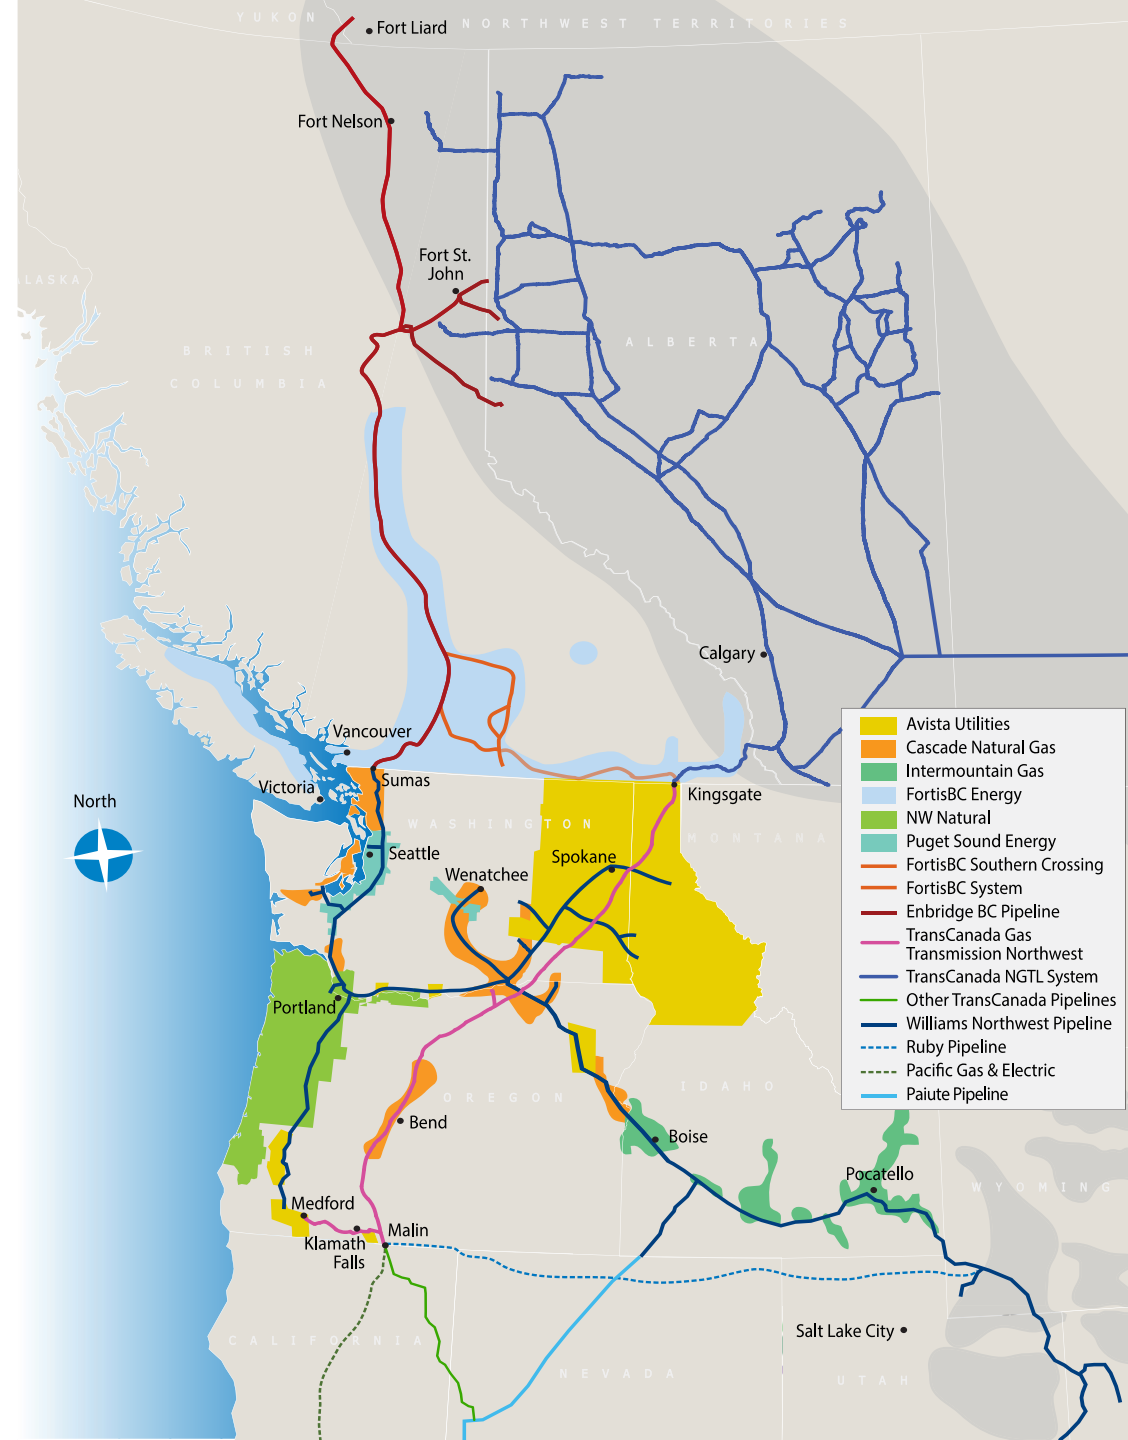 YUKON
NORTHWEST TERRITORIES
Fort Liard
Fort Nelson
Fort St.
John
ALASKA
BRITISH
COLUMBIA
ALBERTA
Calgary
Vancouver
Sumas
Victoria
Kingsgate
North
WASHINGTON
MONTANA
Seattle
Spokane
Wenatchee
Portland
IDAHO
OREGON
Bend
Boise
Pocatello
WYOMING
Medford
Malin
Klamath
Falls
Salt Lake City
CALIFORNIA
NEVADA
UTAH
Avista Utilities
Cascade Natural Gas
Intermountain Gas
FortisBC Energy
NW Natural
Puget Sound Energy
FortisBC Southern Crossing
FortisBC System
Enbridge BC Pipeline
TransCanada Gas
Transmission Northwest
TransCanada NGTL System
Other TransCanada Pipelines
Williams Northwest Pipeline
Ruby Pipeline
Pacific Gas & Electric
Paiute Pipeline